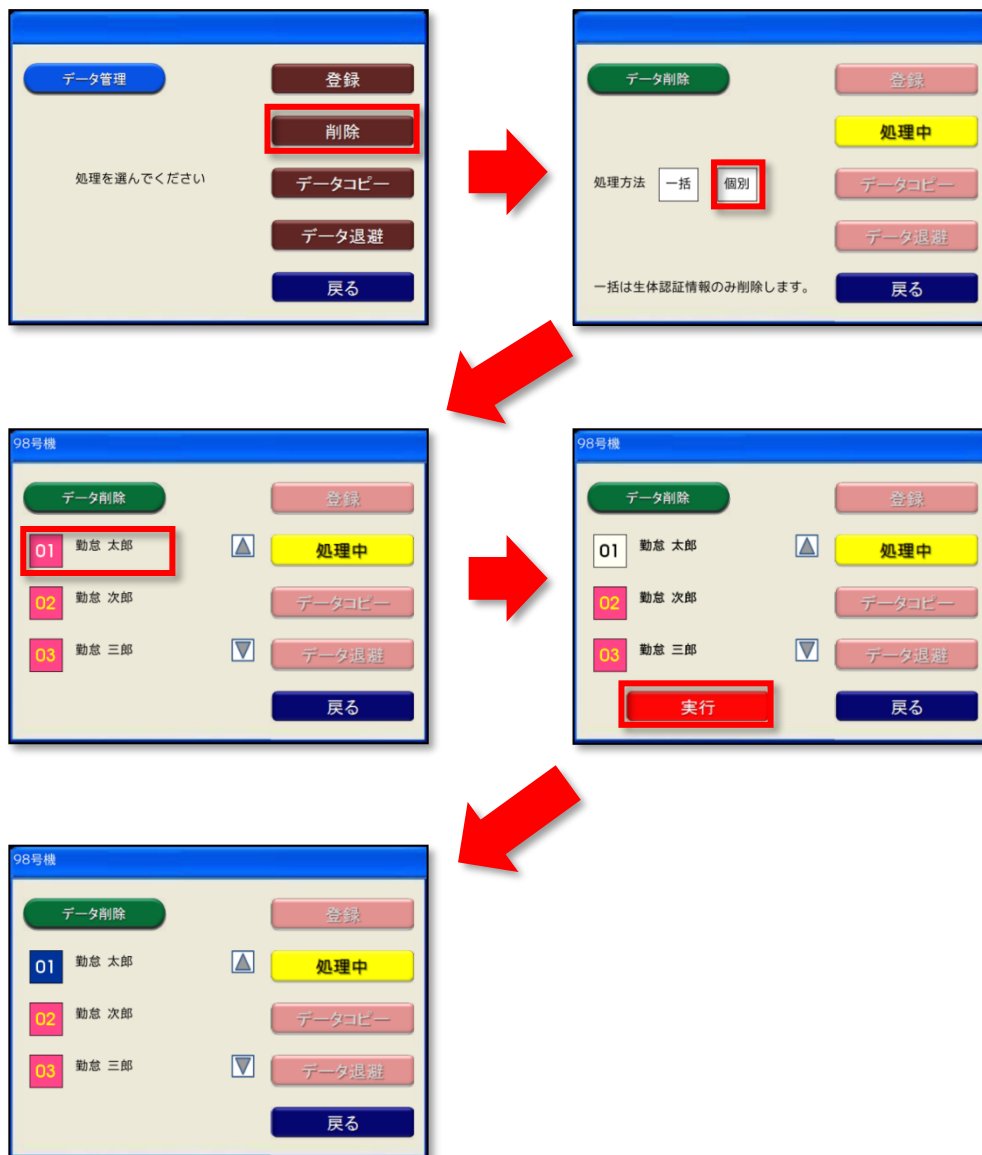 データ管理
登録
削除
処理を選んでください
データコピー
データ退避
戻る
データ削除
登録
処理中
処理方法 一括 個別
データコピー
データ退避
一括は生体認証情報のみ削除します。
戻る
98号機
データ削除
登録
01 勤怠 太郎
処理中
02 勤怠 次郎
データコピー
03 勤怠 三郎
データ退避
戻る
98号機
データ削除
登録
01 勤怠 太郎
処理中
02 勤怠 次郎
データコピー
03 勤怠 三郎
データ退避
実行
戻る
98号機
データ削除
登録
01 勤怠 太郎
処理中
02 勤怠 次郎
データコピー
03 勤怠 三郎
データ退避
戻る